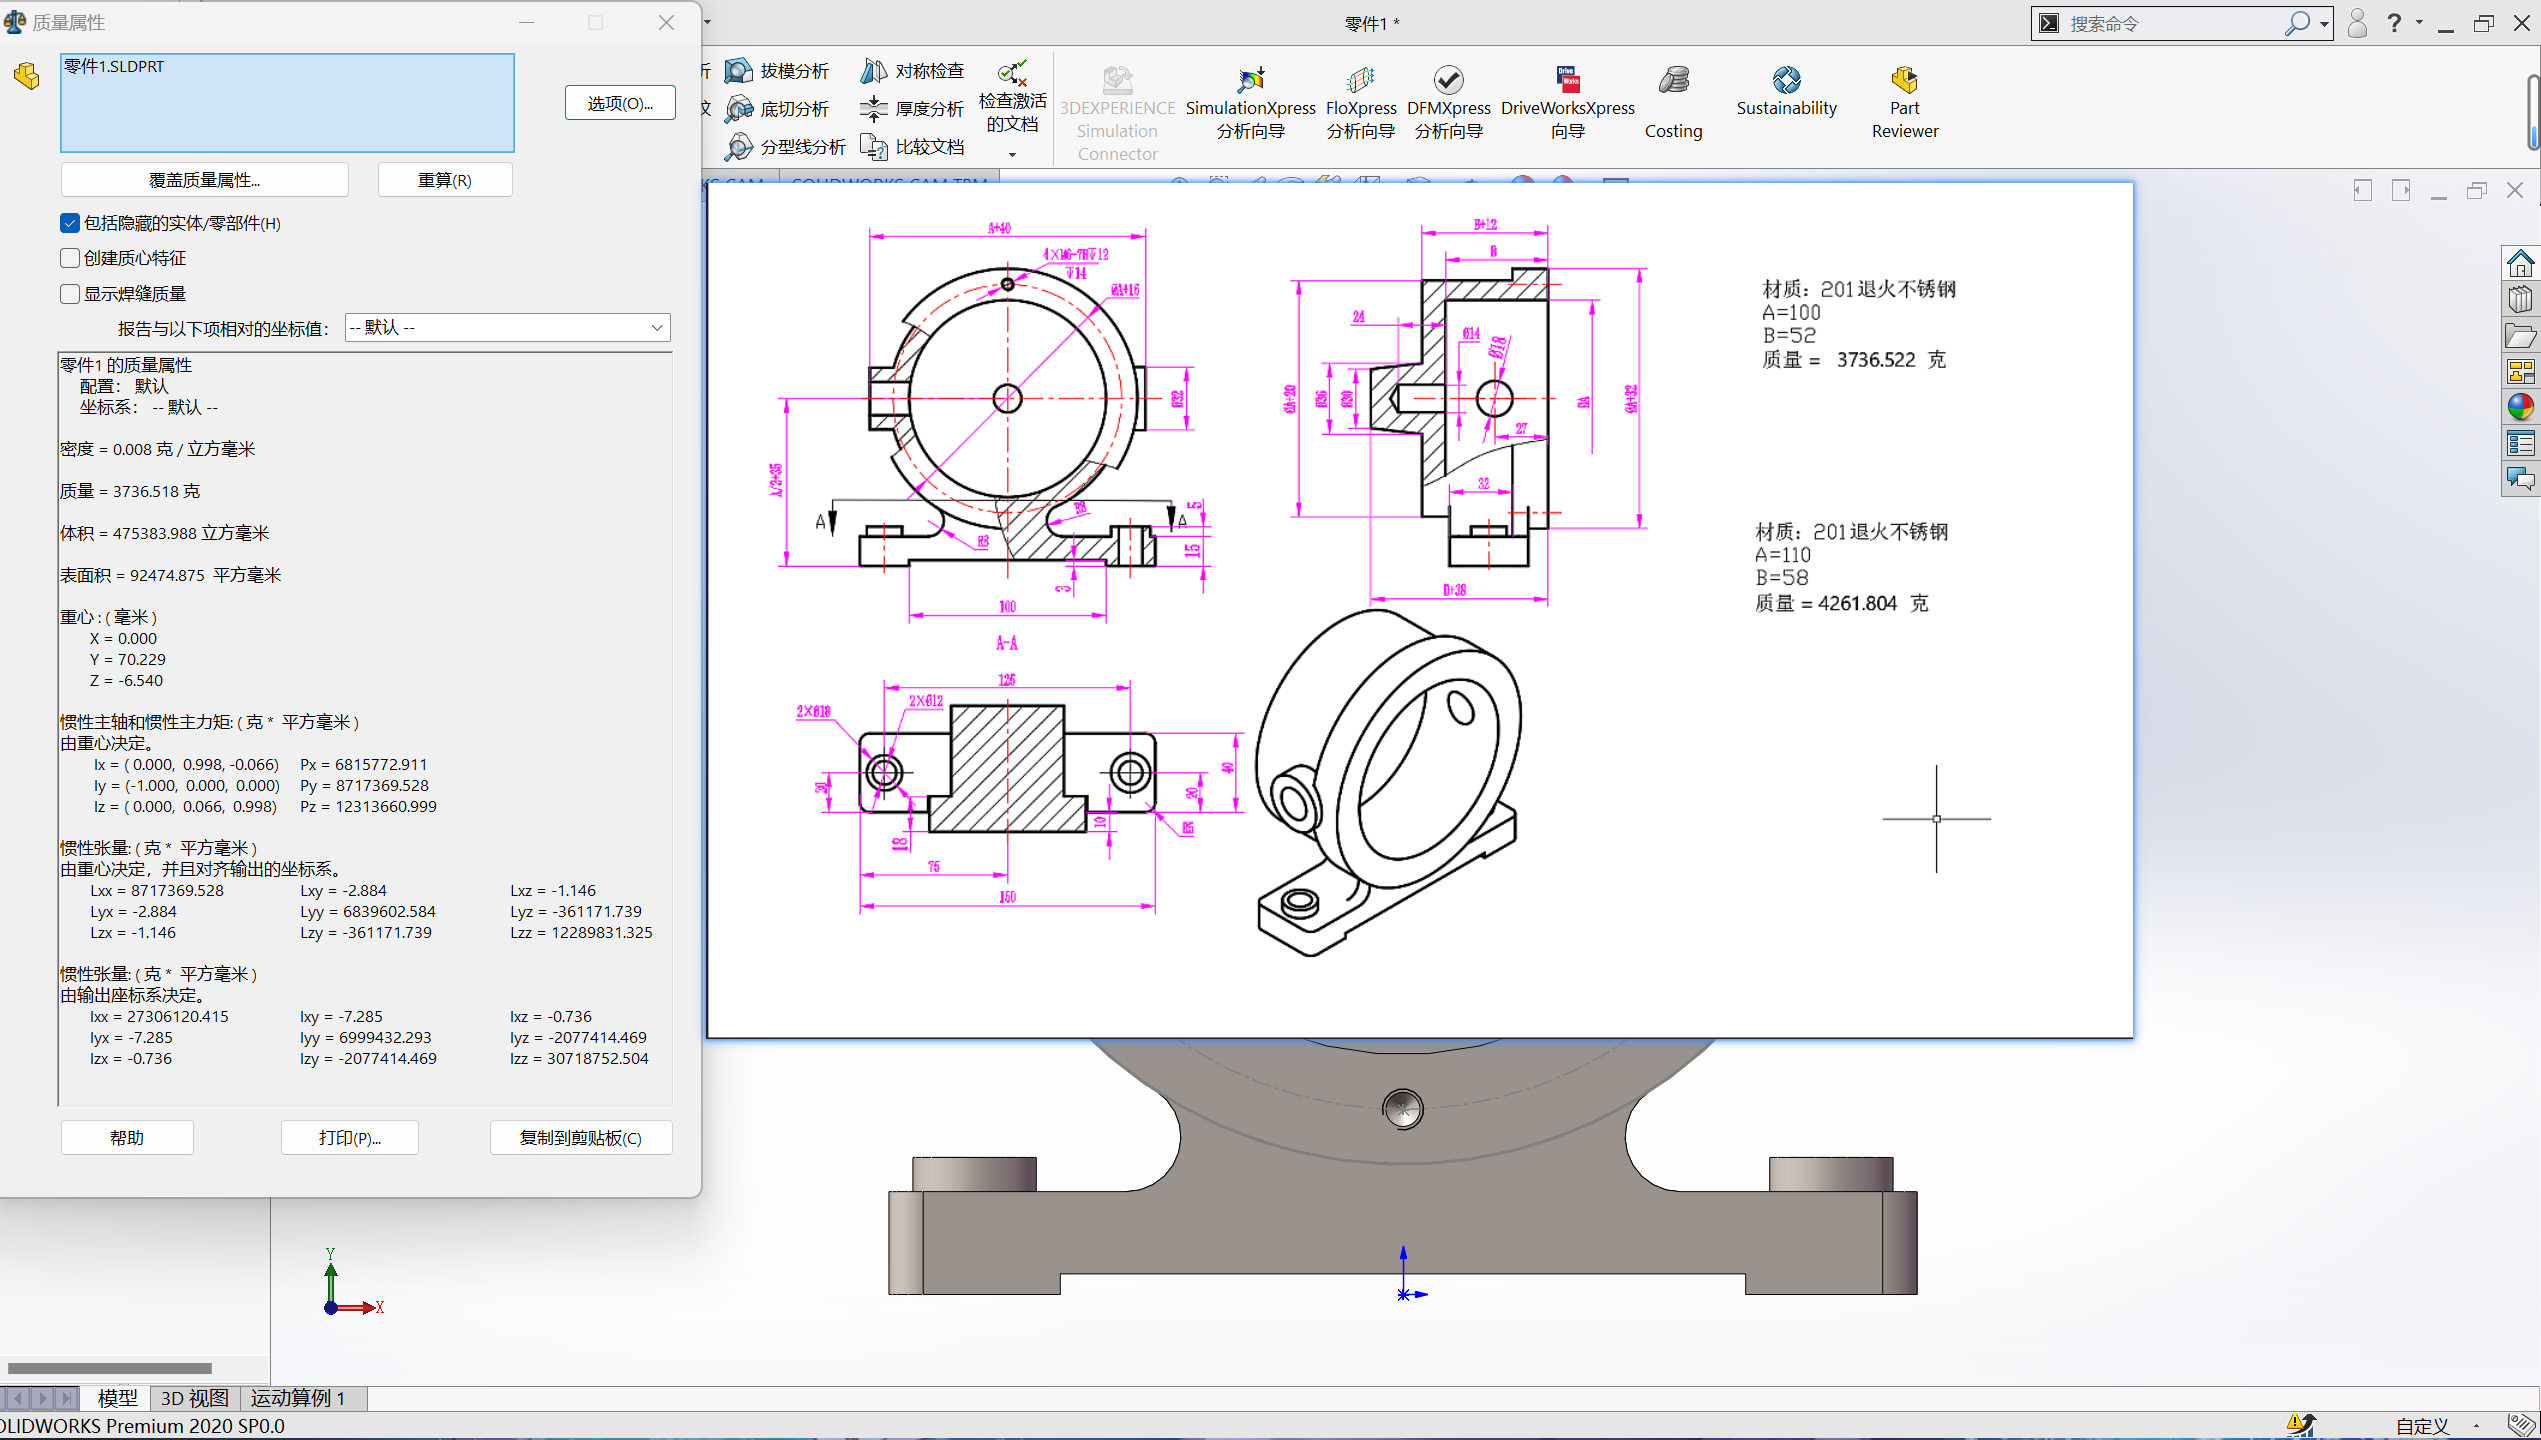 质量属性
零件1.SLDPRT
选项(O)...
覆盖质量属性...
重算(R)
包括隐藏的实体/零部件(H)
创建质心特征
显示焊缝质量
报告与以下项相对的坐标值：
-- 默认 --
零件1 的质量属性
配置： 默认
坐标系： -- 默认 --
密度 = 0.008 克 / 立方毫米
质量 = 3736.518 克
体积 = 475383.988 立方毫米
表面积 = 92474.875 平方毫米
重心 : ( 毫米 )
X = 0.000
Y = 70.229
Z = -6.540
惯性主轴和惯性主力矩: ( 克 * 平方毫米 )
由重心决定。
Ix = ( 0.000, 0.998, -0.066) Px = 6815772.911
Iy = (-1.000, 0.000, 0.000) Py = 8717369.528
Iz = ( 0.000, 0.066, 0.998) Pz = 12313660.999
惯性张量: ( 克 * 平方毫米 )
由重心决定，并且对齐输出的坐标系。
Lxx = 8717369.528 Lxy = -2.884 Lxz = -1.146
Lyx = -2.884 Lyy = 6839602.584 Lyz = -361171.739
Lzx = -1.146 Lzy = -361171.739 Lzz = 12289831.325
惯性张量: ( 克 * 平方毫米 )
由输出座标系决定。
Ixx = 27306120.415 Ixy = -7.285 Ixz = -0.736
Iyx = -7.285 Iyy = 6999432.293 Iyz = -2077414.469
Izx = -0.736 Izy = -2077414.469 Izz = 30718752.504
帮助
打印(P)...
复制到剪贴板(C)
零件1 *
搜索命令
?
析
拔模分析
底切分析
分型线分析
对称检查
厚度分析
比较文档
检查激活
的文档
3DEXPERIENCE
Simulation
Connector
SimulationXpress
分析向导
FloXpress
分析向导
DFMXpress
分析向导
DriveWorksXpress
向导
Costing
Sustainability
Part
Reviewer
A+40
4×M6-7H↧12
↧14
ØA+16
Ø32
A/2+35
A
A
R8
R8
5
15
3
100
A-A
B+12
B
24
Ø14
Ø18
ØA+20
Ø36
Ø30
27
ØA
ØA+32
32
126
2×Ø18
2×Ø12
20
18
75
150
10
20
40
材质：201退火不锈钢
A=100
B=52
质量 = 3736.522 克
材质：201退火不锈钢
A=110
B=58
质量 = 4261.804 克
Y
X
模型
3D 视图
运动算例 1
OLIDWORKS Premium 2020 SP0.0
自定义